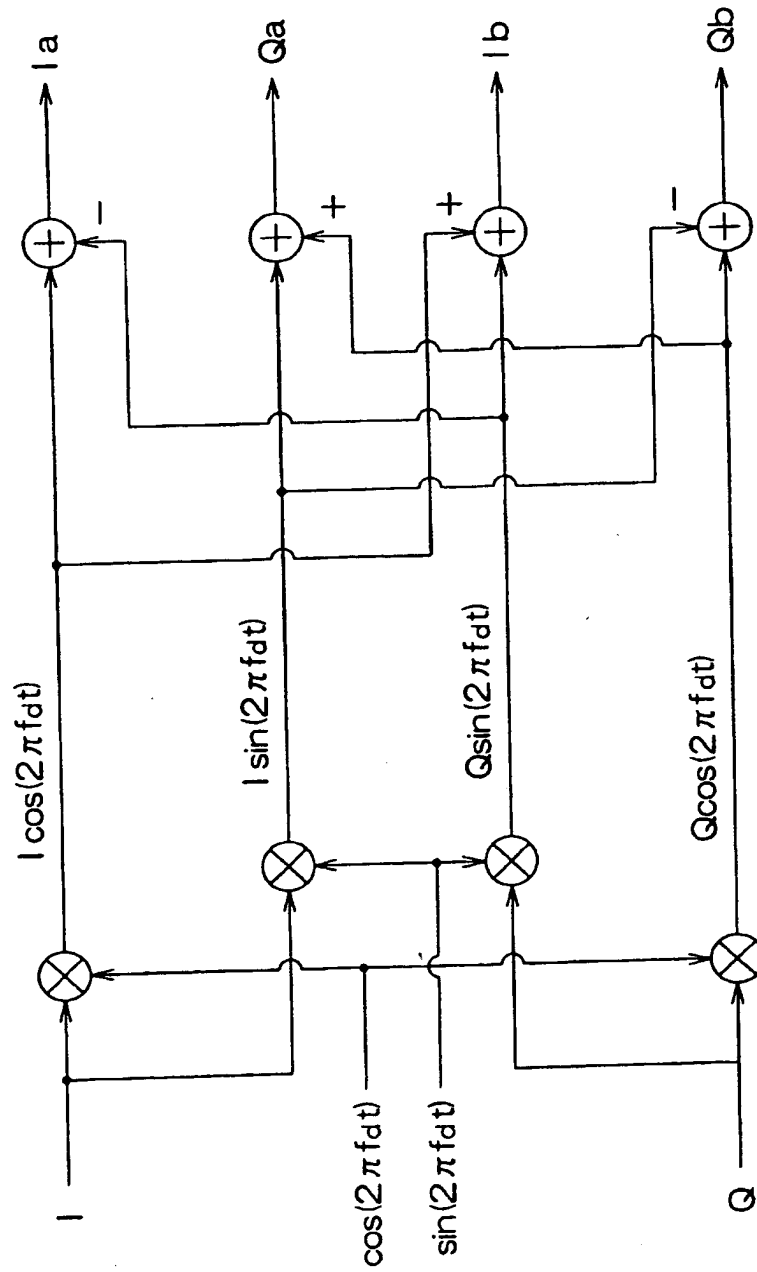 I
cos(2πfdt)
sin(2πfdt)
Q
I cos(2πfdt)
I sin(2πfdt)
Qsin(2πfdt)
Qcos(2πfdt)
−
+
+
−
Ia
Qa
Ib
Qb